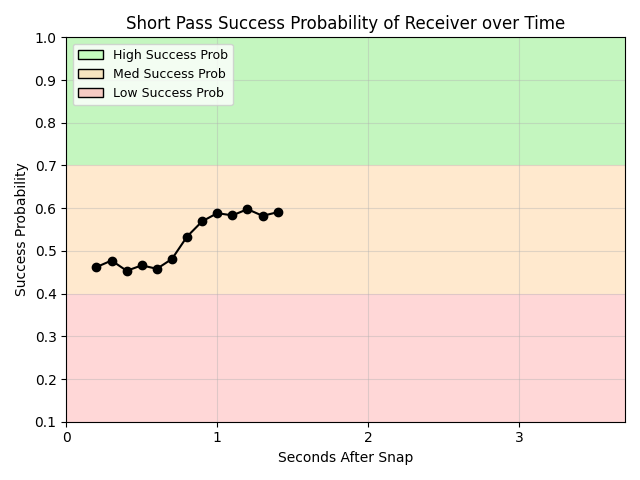 Short Pass Success Probability of Receiver over Time
1.0
High Success Prob
Med Success Prob
Low Success Prob
0.9
0.8
0.7
0.6
0.5
0.4
0.3
0.2
0.1
Success Probability
0 1 2 3
Seconds After Snap